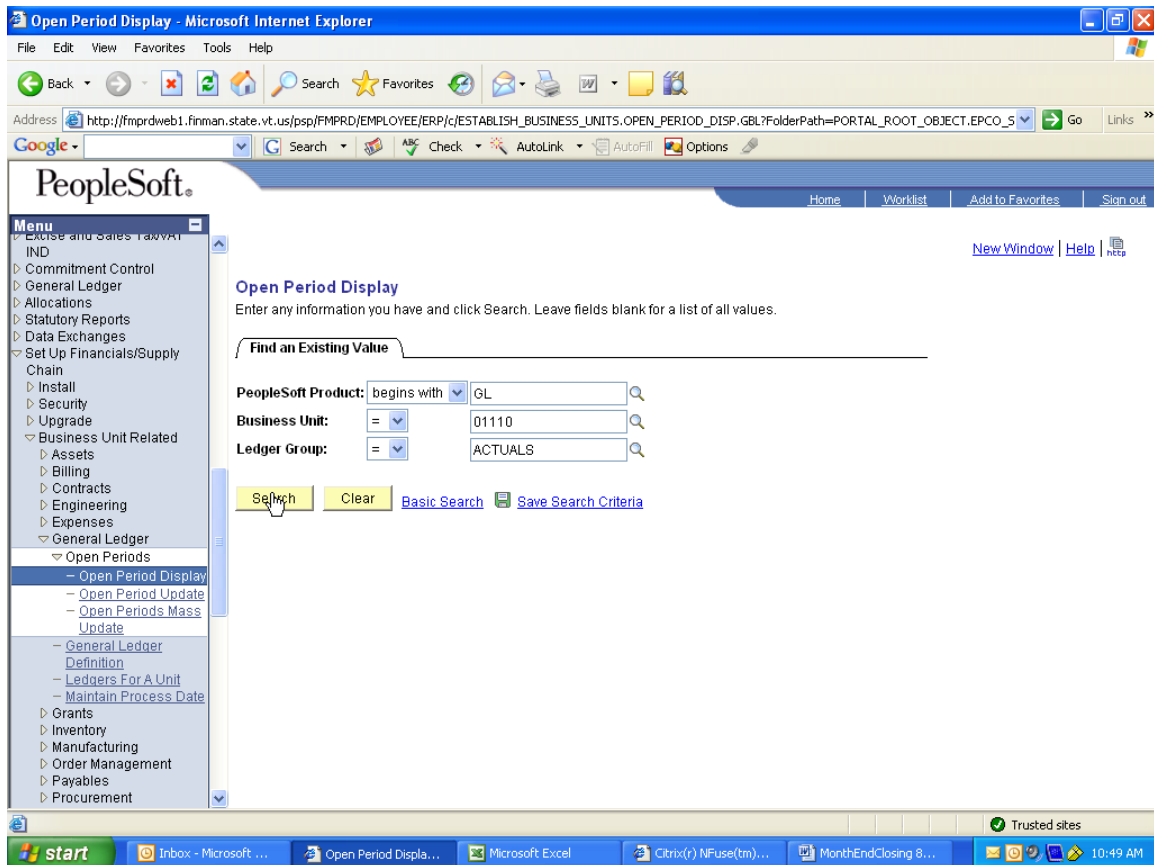 Open Period Display - Microsoft Internet Explorer
File Edit View Favorites Tools Help
Back Search Favorites
Address http://fmprdweb1.finman.state.vt.us/psp/FMPRD/EMPLOYEE/ERP/c/ESTABLISH_BUSINESS_UNITS.OPEN_PERIOD_DISP.GBL?FolderPath=PORTAL_ROOT_OBJECT.EPCO_S Go Links »
Google Search ABC Check AutoLink AutoFill Options
PeopleSoft®
Home Worklist Add to Favorites Sign out
Menu
Excise and Sales Tax/VAT
IND
Commitment Control
General Ledger
Allocations
Statutory Reports
Data Exchanges
Set Up Financials/Supply
Chain
Install
Security
Upgrade
Business Unit Related
Assets
Billing
Contracts
Engineering
Expenses
General Ledger
Open Periods
– Open Period Display
– Open Period Update
– Open Periods Mass
Update
– General Ledger
Definition
– Ledgers For A Unit
– Maintain Process Date
Grants
Inventory
Manufacturing
Order Management
Payables
Procurement
New Window | Help | http
Open Period Display
Enter any information you have and click Search. Leave fields blank for a list of all values.
Find an Existing Value
PeopleSoft Product: begins with GL
Business Unit: = 01110
Ledger Group: = ACTUALS
Search Clear Basic Search Save Search Criteria
Trusted sites
start Inbox - Microsoft ... Open Period Displa... Microsoft Excel Citrix(r) NFuse(tm)... MonthEndClosing 8... 10:49 AM